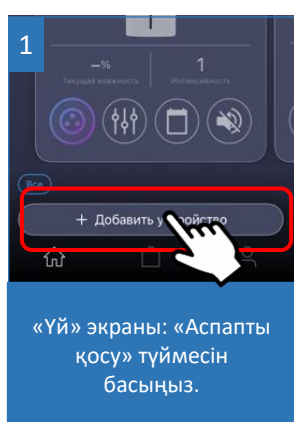 1
—%
1
Текущая влажность
Интенсивность
Все
+ Добавить устройство
«Үй» экраны: «Аспапты
қосу» түймесін
басыңыз.